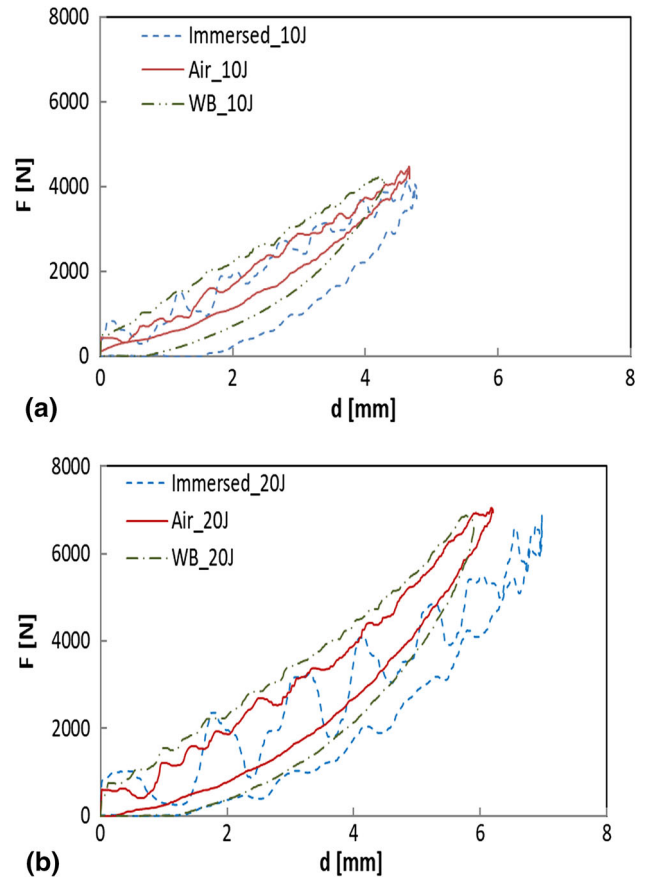 8000
6000
4000
2000
0
F [N]
Immersed_10J
Air_10J
WB_10J
0 2 4 6 8
d [mm]
(a)
8000
6000
4000
2000
0
F [N]
Immersed_20J
Air_20J
WB_20J
0 2 4 6 8
d [mm]
(b)